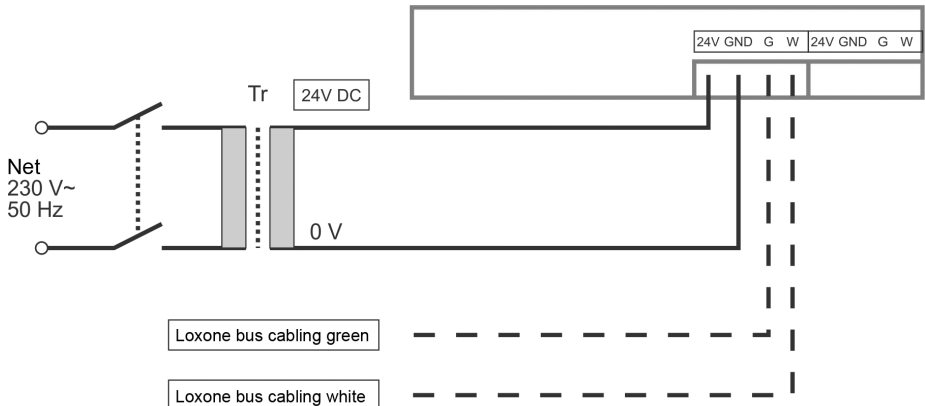 24V GND G W 24V GND G W
Tr
24V DC
Net
230 V~
50 Hz
0 V
Loxone bus cabling green
Loxone bus cabling white